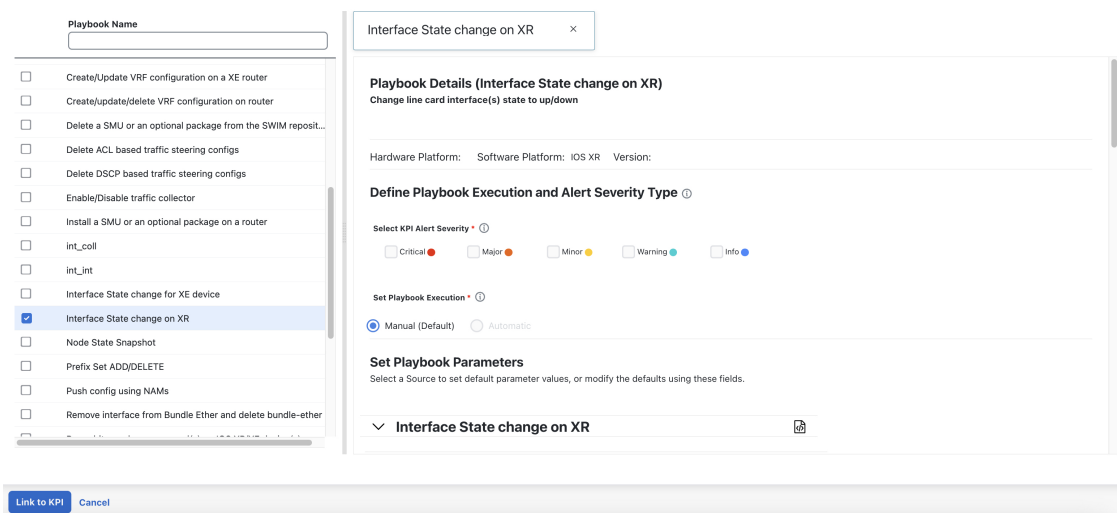 Playbook Name
Create/Update VRF configuration on a XE router
Create/update/delete VRF configuration on router
Delete a SMU or an optional package from the SWIM reposit...
Delete ACL based traffic steering configs
Delete DSCP based traffic steering configs
Enable/Disable traffic collector
Install a SMU or an optional package on a router
int_coll
int_int
Interface State change for XE device
Interface State change on XR
Node State Snapshot
Prefix Set ADD/DELETE
Push config using NAMs
Remove interface from Bundle Ether and delete bundle-ether
Interface State change on XR ×
Playbook Details (Interface State change on XR)
Change line card interface(s) state to up/down
Hardware Platform: Software Platform: IOS XR Version:
Define Playbook Execution and Alert Severity Type
Select KPI Alert Severity *
Critical Major Minor Warning Info
Set Playbook Execution *
Manual (Default) Automatic
Set Playbook Parameters
Select a Source to set default parameter values, or modify the defaults using these fields.
Interface State change on XR
Link to KPI Cancel